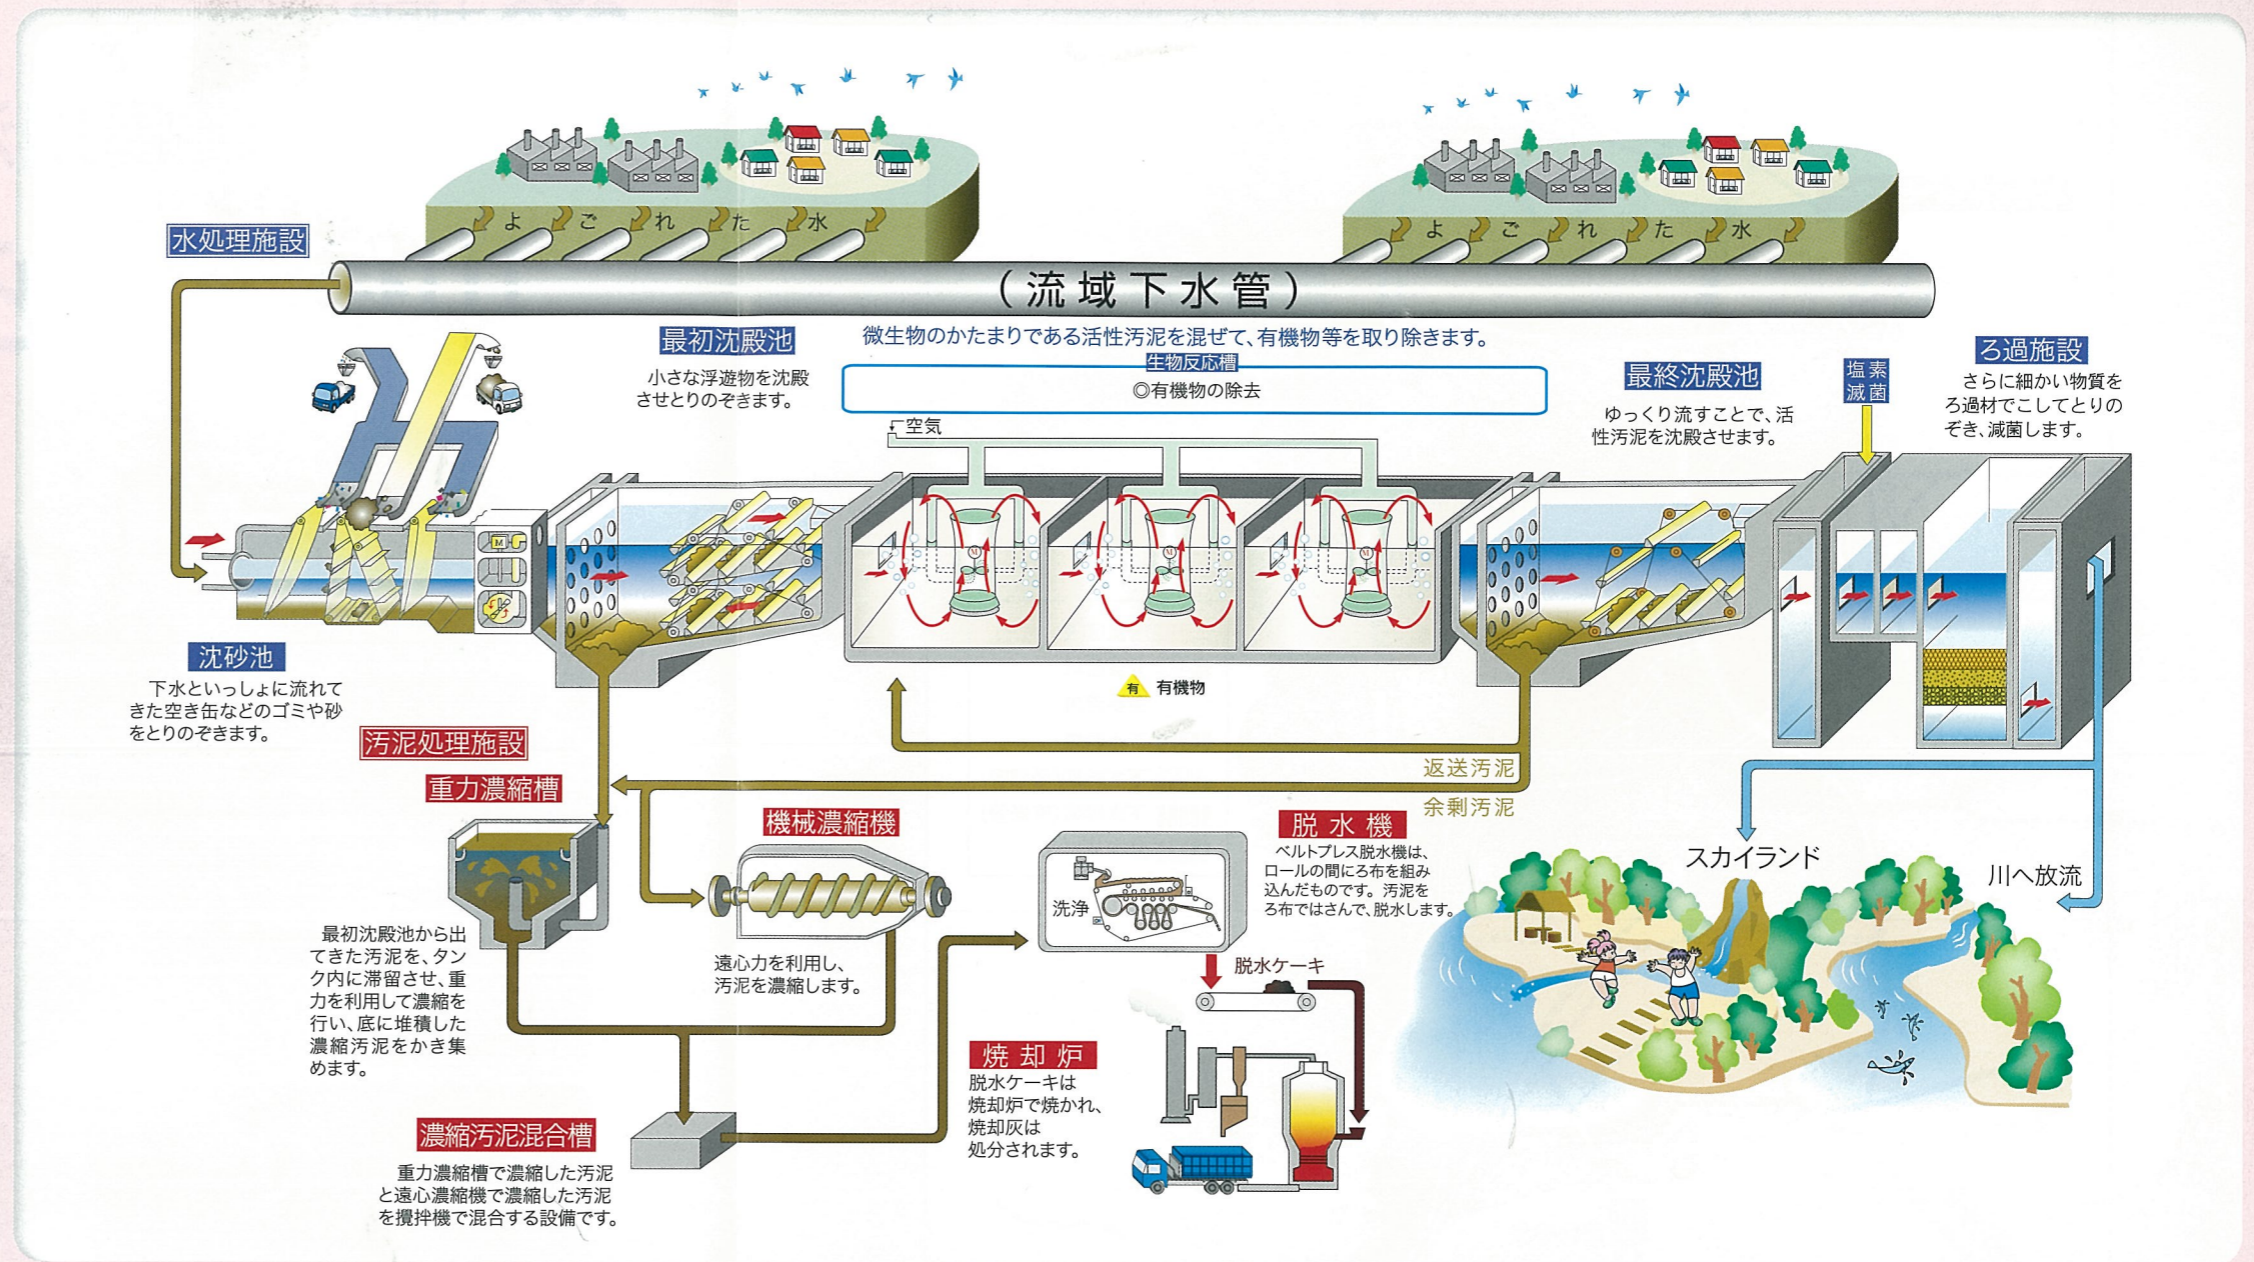 よごれた水
よごれた水
水処理施設
(流域下水管)
最初沈殿池
小さな浮遊物を沈殿
させとりのぞきます。
微生物のかたまりである活性汚泥を混ぜて、有機物等を取り除きます。
生物反応槽
◎有機物の除去
空気
最終沈殿池
ゆっくり流すことで、活
性汚泥を沈殿させます。
塩素
滅菌
ろ過施設
さらに細かい物質を
ろ過材でこしてとりの
ぞき、滅菌します。
M
M
M
M
沈砂池
下水といっしょに流れて
きた空き缶などのゴミや砂
をとりのぞきます。
有 有機物
返送汚泥
余剰汚泥
汚泥処理施設
重力濃縮槽
最初沈殿池から出
てきた汚泥を、タン
ク内に滞留させ、重
力を利用して濃縮を
行い、底に堆積した
濃縮汚泥をかき集
めます。
機械濃縮機
遠心力を利用し、
汚泥を濃縮します。
脱水機
ベルトプレス脱水機は、
ロールの間にろ布を組み
込んだものです。汚泥を
ろ布ではさんで、脱水します。
洗浄
脱水ケーキ
焼却炉
脱水ケーキは
焼却炉で焼かれ、
焼却灰は
処分されます。
濃縮汚泥混合槽
重力濃縮槽で濃縮した汚泥
と遠心濃縮機で濃縮した汚泥
を攪拌機で混合する設備です。
スカイランド
川へ放流